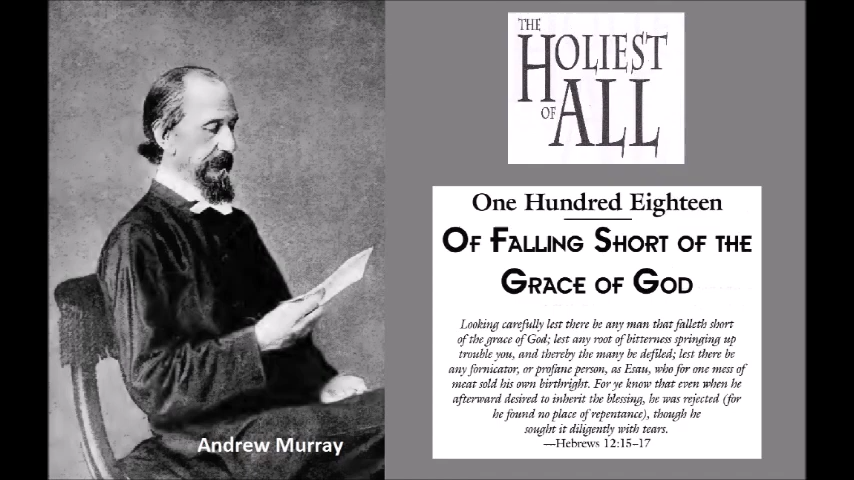 THE
HOLIEST
OF ALL
One Hundred Eighteen
OF FALLING SHORT OF THE
GRACE OF GOD
Looking carefully lest there be any man that falleth short
of the grace of God; lest any root of bitterness springing up
trouble you, and thereby the many be defiled; lest there be
any fornicator, or profane person, as Esau, who for one mess of
meat sold his own birthright. For ye know that even when he
afterward desired to inherit the blessing, he was rejected (for
he found no place of repentance), though he
sought it diligently with tears.
—Hebrews 12:15–17
Andrew Murray